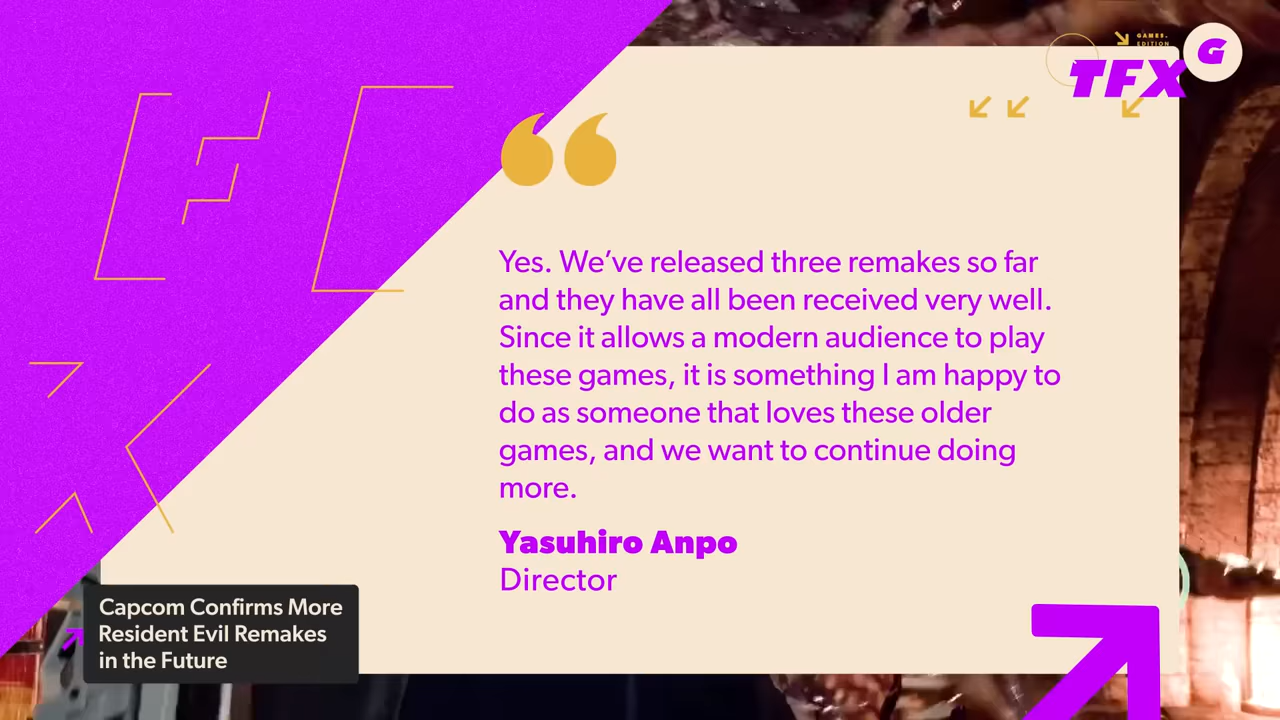 GAMES.
EDITION
G
TFX
Yes. We’ve released three remakes so far
and they have all been received very well.
Since it allows a modern audience to play
these games, it is something I am happy to
do as someone that loves these older
games, and we want to continue doing
more.
Yasuhiro Anpo
Director
Capcom Confirms More
Resident Evil Remakes
in the Future